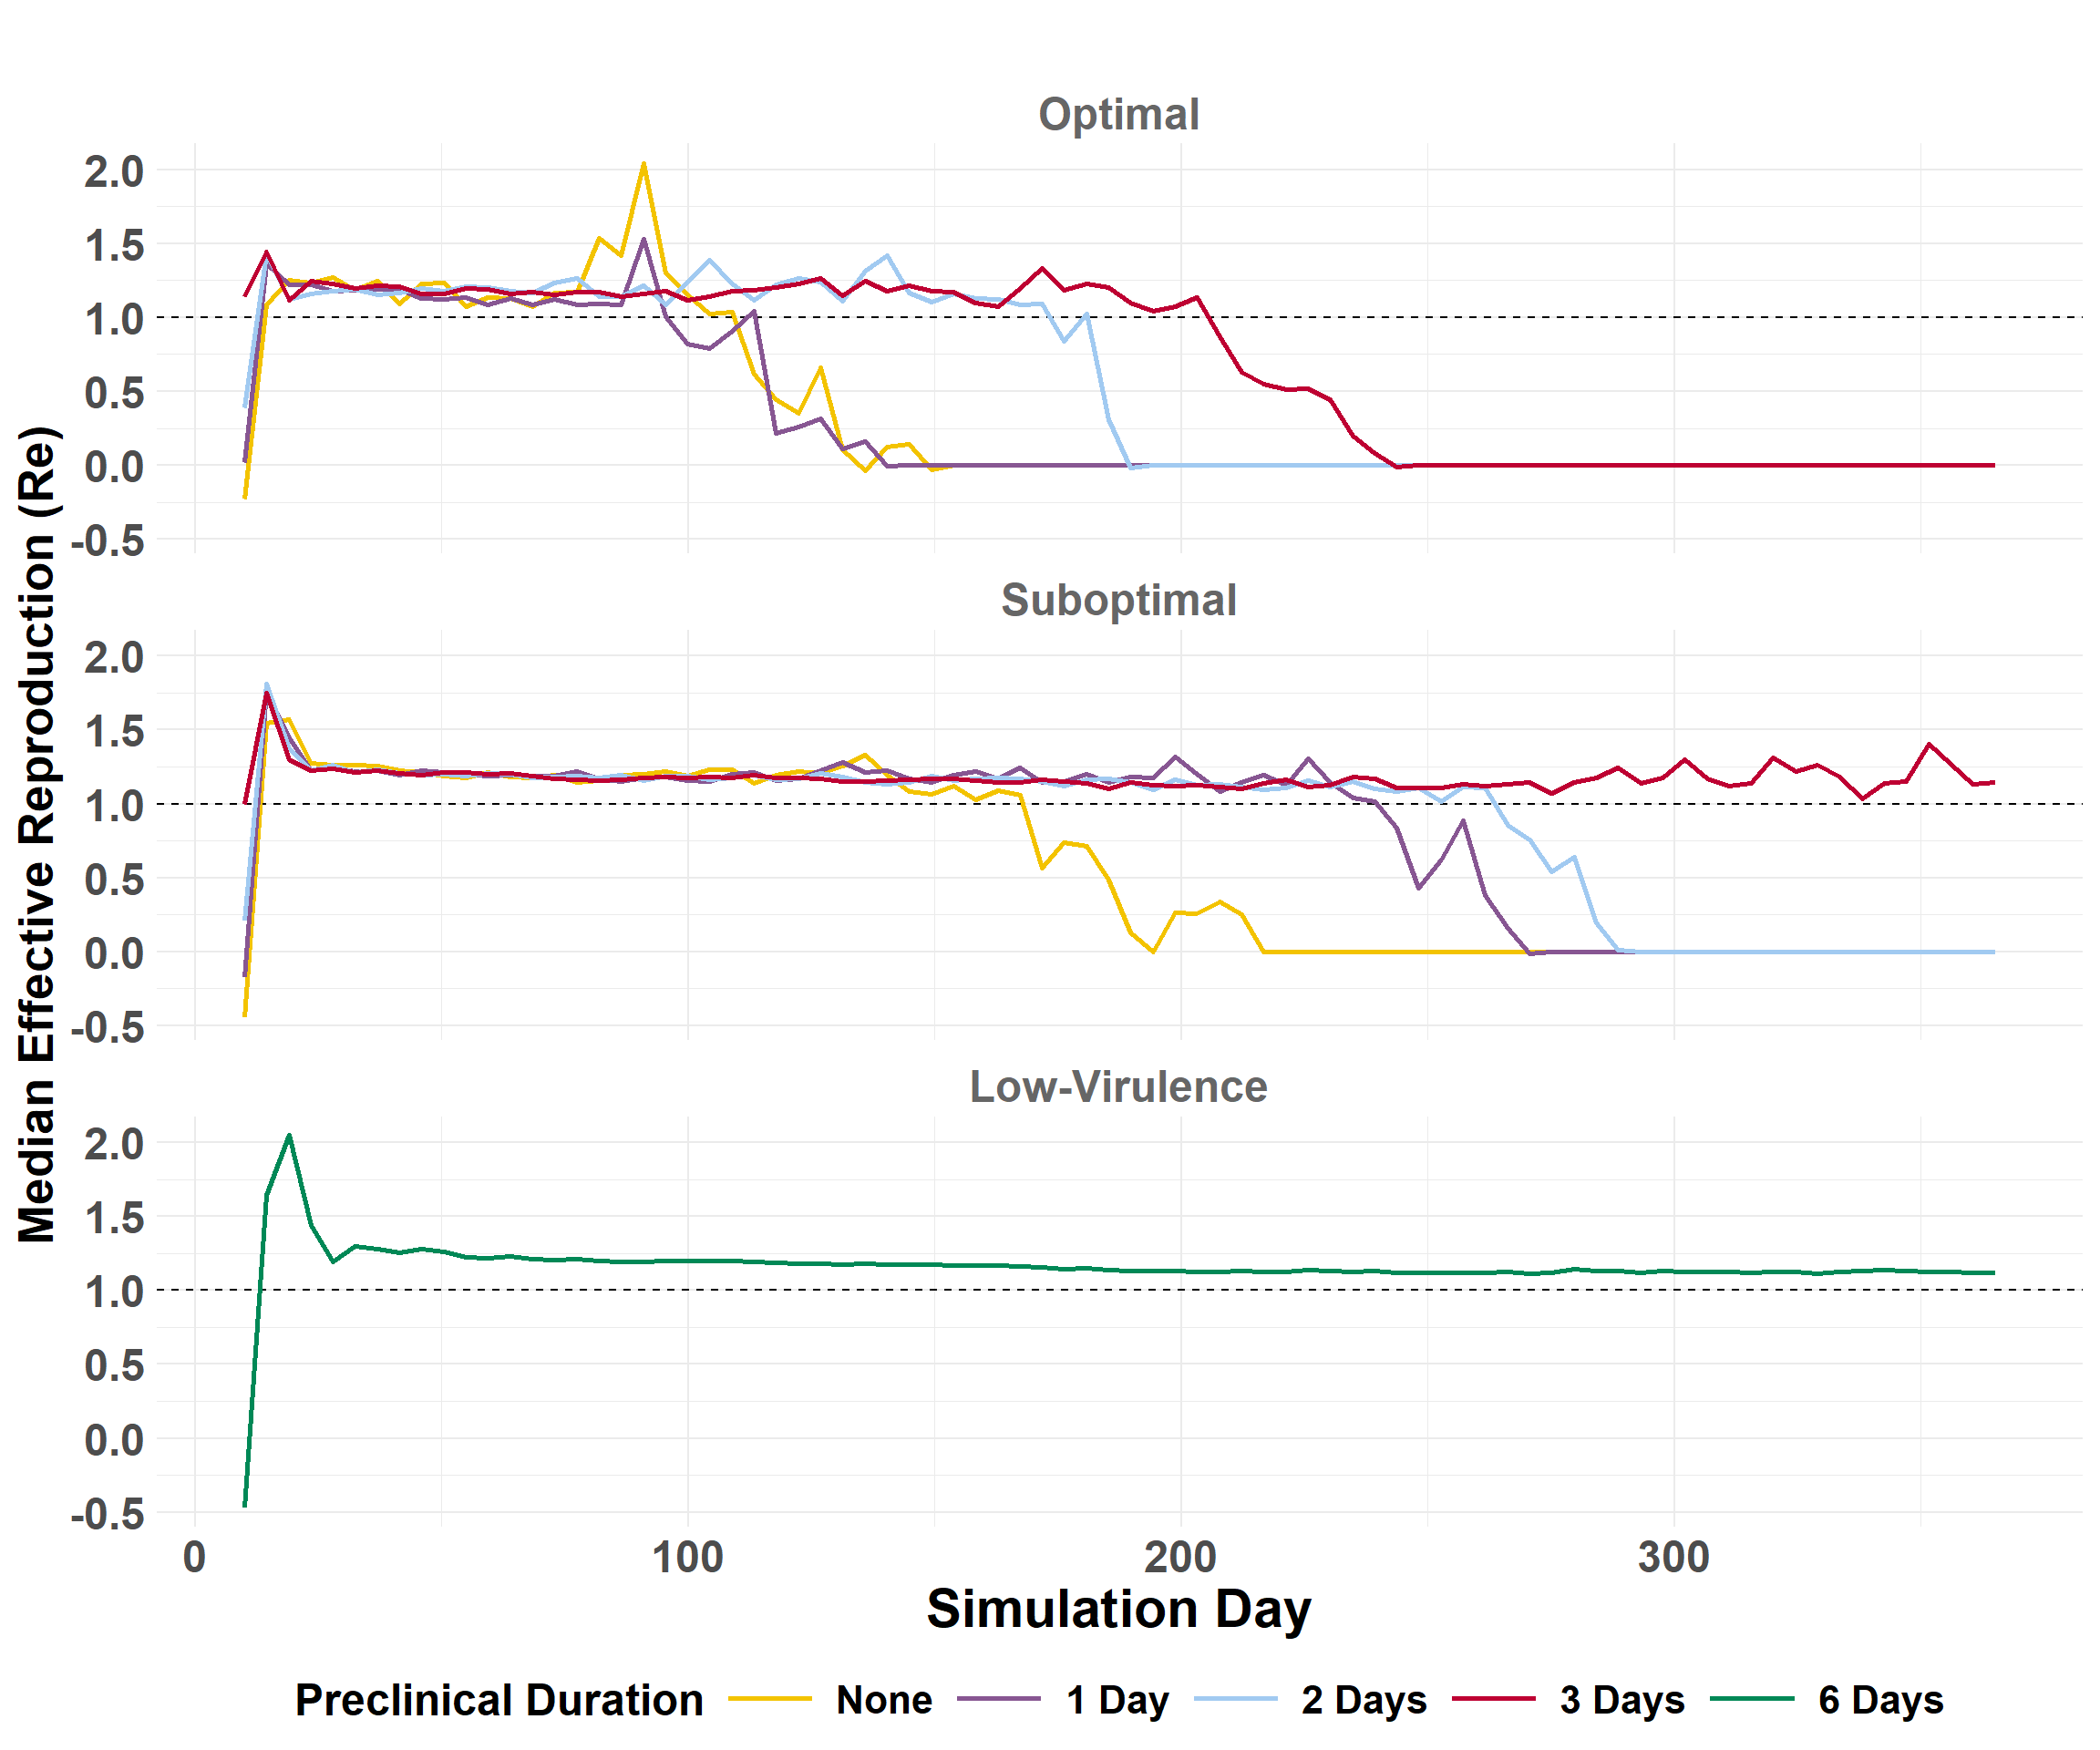 Optimal
2.0
1.5
1.0
0.5
0.0
-0.5
Suboptimal
2.0
1.5
1.0
0.5
0.0
-0.5
Low-Virulence
2.0
1.5
1.0
0.5
0.0
-0.5
Median Effective Reproduction (Re)
0 100 200 300
Simulation Day
Preclinical Duration None 1 Day 2 Days 3 Days 6 Days